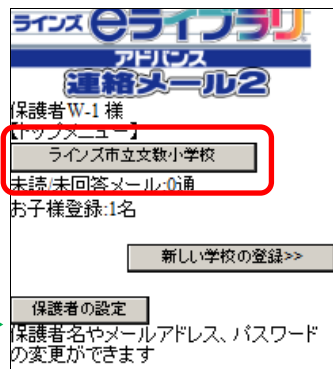 ラインズ eライブラリ
アドバンス
連絡メール2
保護者W-1 様
【トップメニュー】
ラインズ市立文教小学校
未読/未回答メール:0通
お子様登録:1名
新しい学校の登録>>
保護者の設定
保護者名やメールアドレス、パスワード
の変更ができます